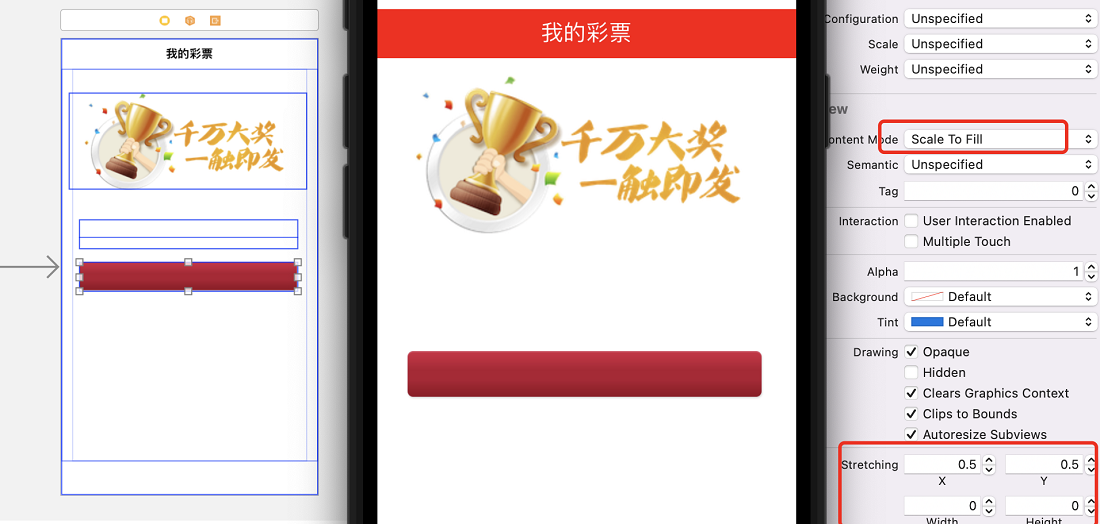 我的彩票
千万大奖
一触即发
我的彩票
千万大奖
一触即发
Configuration Unspecified
Scale Unspecified
Weight Unspecified
ew
ontent Mode Scale To Fill
Semantic Unspecified
Tag 0
Interaction User Interaction Enabled
Multiple Touch
Alpha 1
Background Default
Tint Default
Drawing Opaque
Hidden
Clears Graphics Context
Clips to Bounds
Autoresize Subviews
Stretching 0.5 0.5
X Y
0 0
Width Height